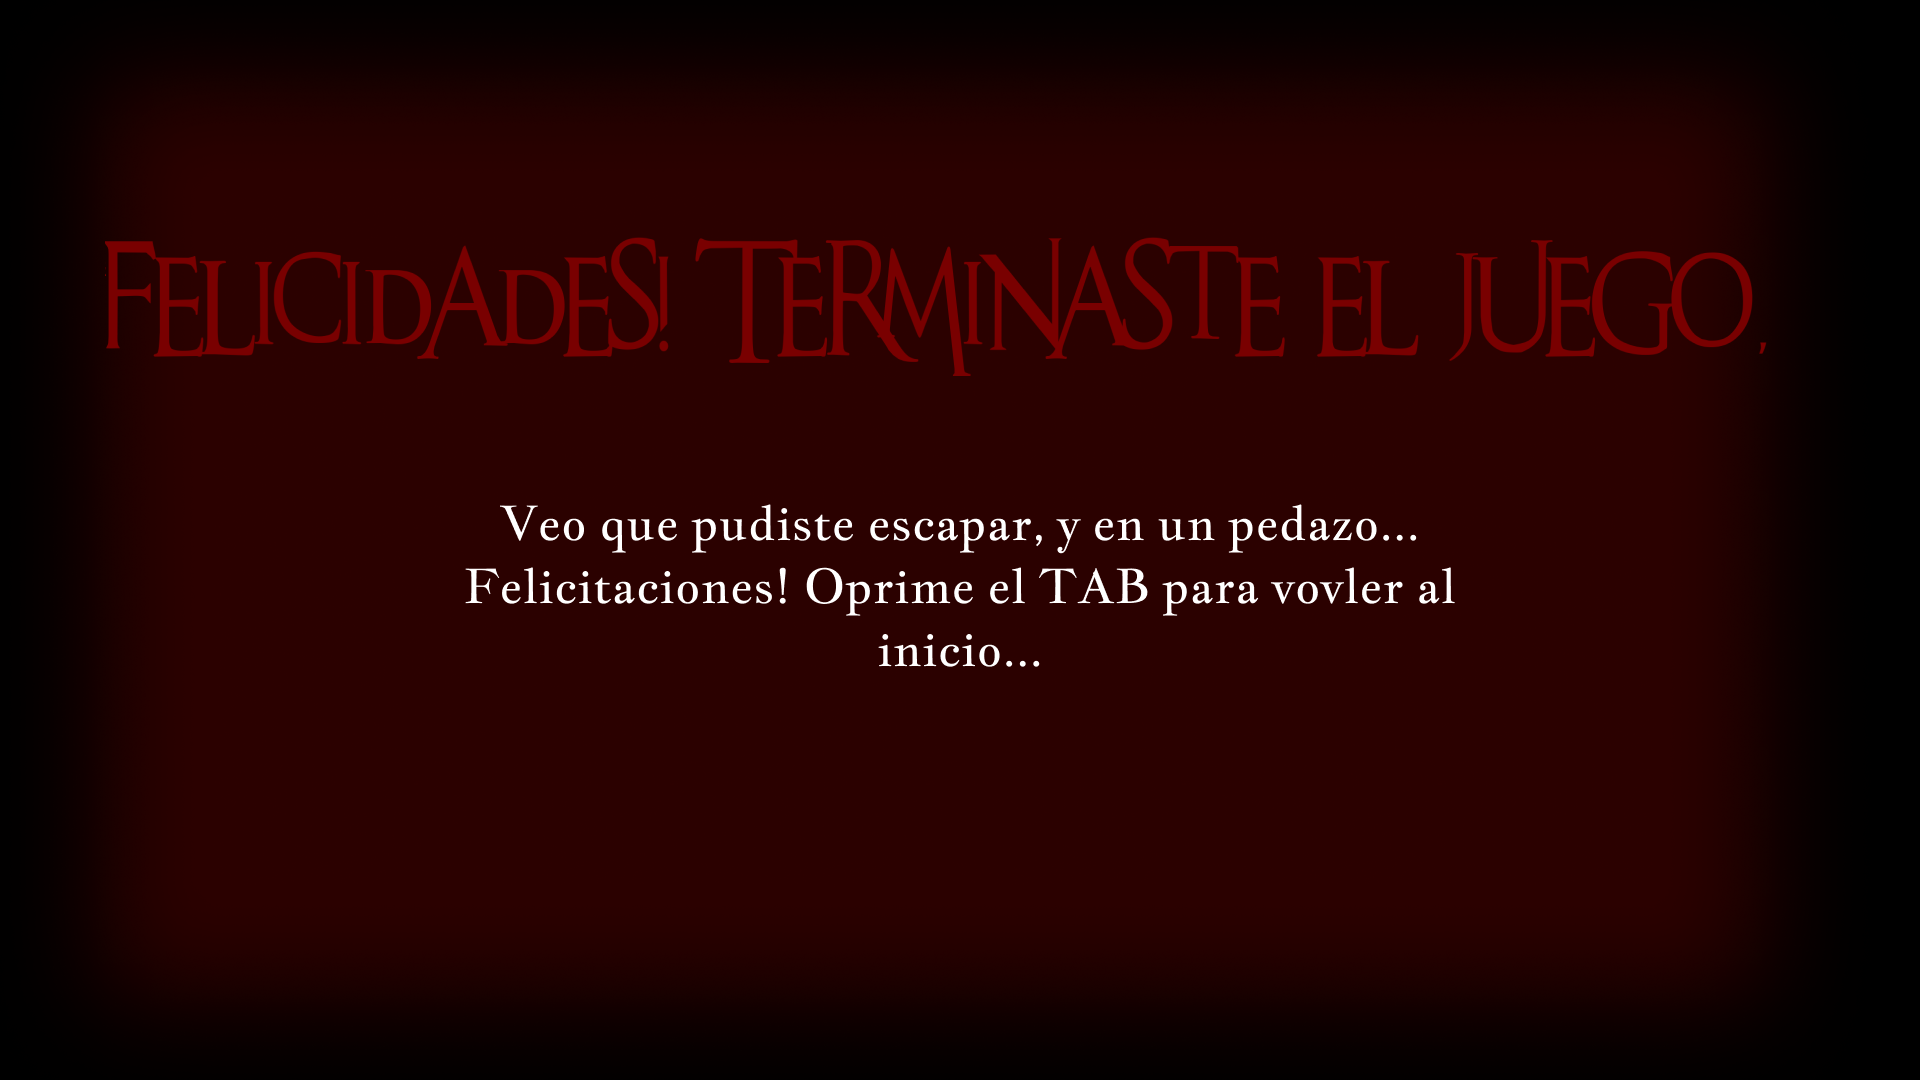 Felicidades! Terminaste el juego,
Veo que pudiste escapar, y en un pedazo...
Felicitaciones! Oprime el TAB para vovler al
inicio...